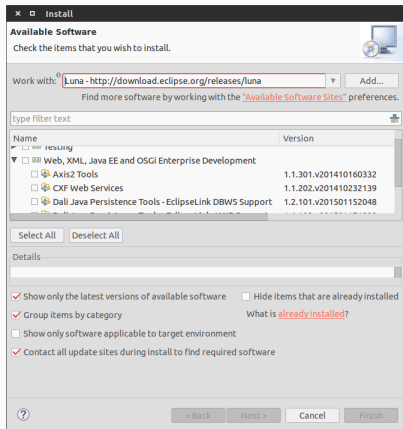 Install
Available Software
Check the items that you wish to install.
Work with: Luna - http://download.eclipse.org/releases/luna Add...
Find more software by working with the "Available Software Sites" preferences.
type filter text
Name Version
Testing
Web, XML, Java EE and OSGi Enterprise Development
Axis2 Tools 1.1.301.v201410160332
CXF Web Services 1.1.202.v201410232139
Dali Java Persistence Tools - EclipseLink DBWS Support 1.2.101.v201501152048
Select All Deselect All
Details
Show only the latest versions of available software Hide items that are already installed
Group items by category What is already installed?
Show only software applicable to target environment
Contact all update sites during install to find required software
? < Back Next > Cancel Finish